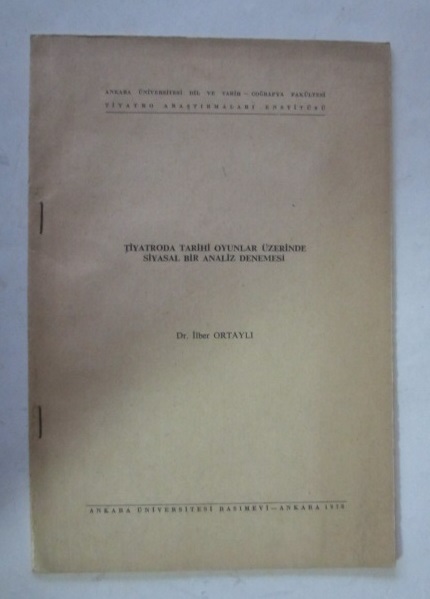 ANKARA ÜNİVERSİTESİ DİL VE TARİH – COĞRAFYA FAKÜLTESİ
TİYATRO ARAŞTIRMALARI ENSTİTÜSÜ
TİYATRODA TARİHİ OYUNLAR ÜZERİNDE
SİYASAL BİR ANALİZ DENEMESİ
Dr. İlber ORTAYLI
ANKARA ÜNİVERSİTESİ BASIMEVİ — ANKARA